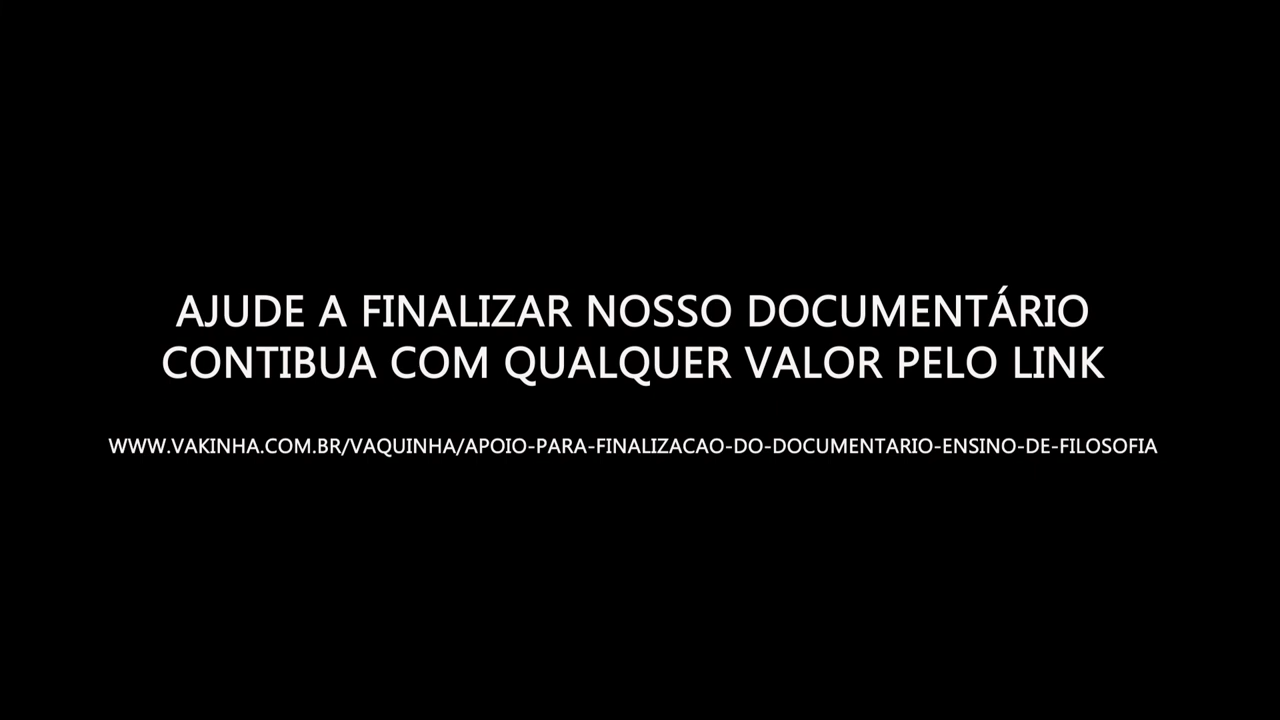 AJUDE A FINALIZAR NOSSO DOCUMENTÁRIO
CONTIBUA COM QUALQUER VALOR PELO LINK
WWW.VAKINHA.COM.BR/VAQUINHA/APOIO-PARA-FINALIZACAO-DO-DOCUMENTARIO-ENSINO-DE-FILOSOFIA